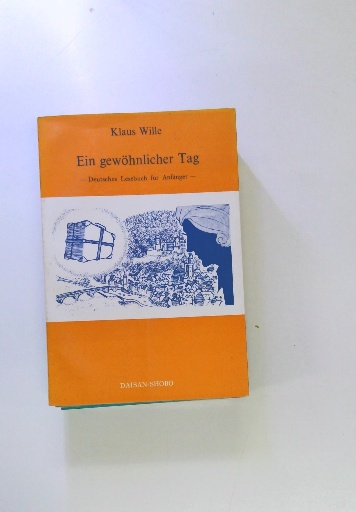 Klaus Wille
Ein gewöhnlicher Tag
— Deutsches Lesebuch für Anfänger —
DAISAN-SHOBO